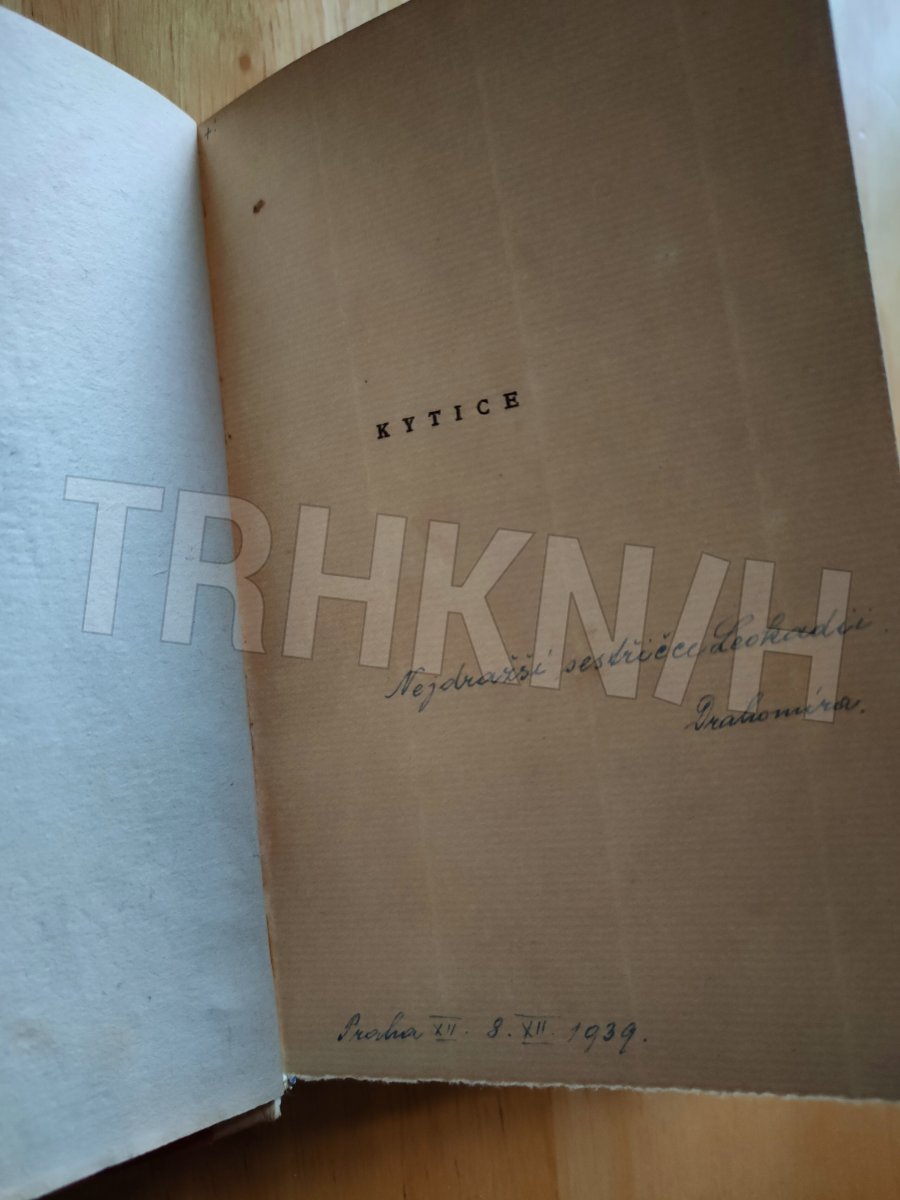 KYTICE
TRHKNIH
Nejdražší sestřičce Leokadii.
Drahomíra.
Praha XII. 8. XII. 1939.